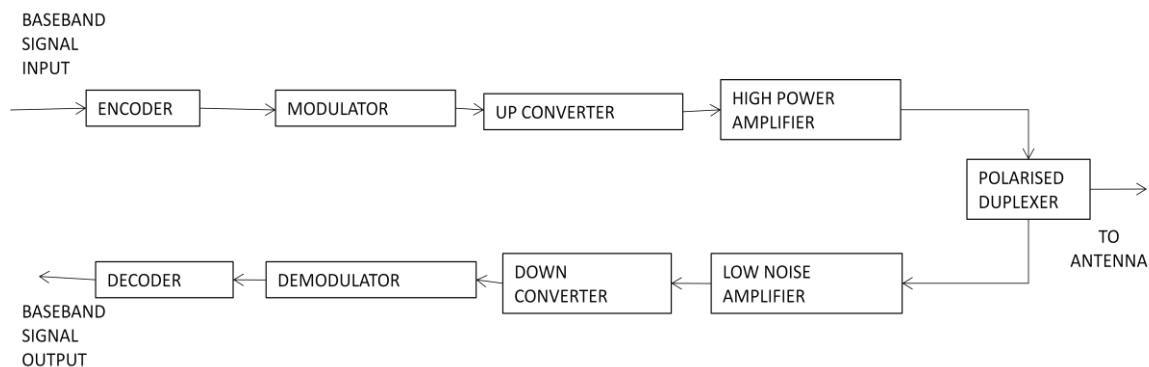 BASEBAND
SIGNAL
INPUT
ENCODER
MODULATOR
UP CONVERTER
HIGH POWER
AMPLIFIER
POLARISED
DUPLEXER
TO
ANTENNA
LOW NOISE
AMPLIFIER
DOWN
CONVERTER
DEMODULATOR
DECODER
BASEBAND
SIGNAL
OUTPUT